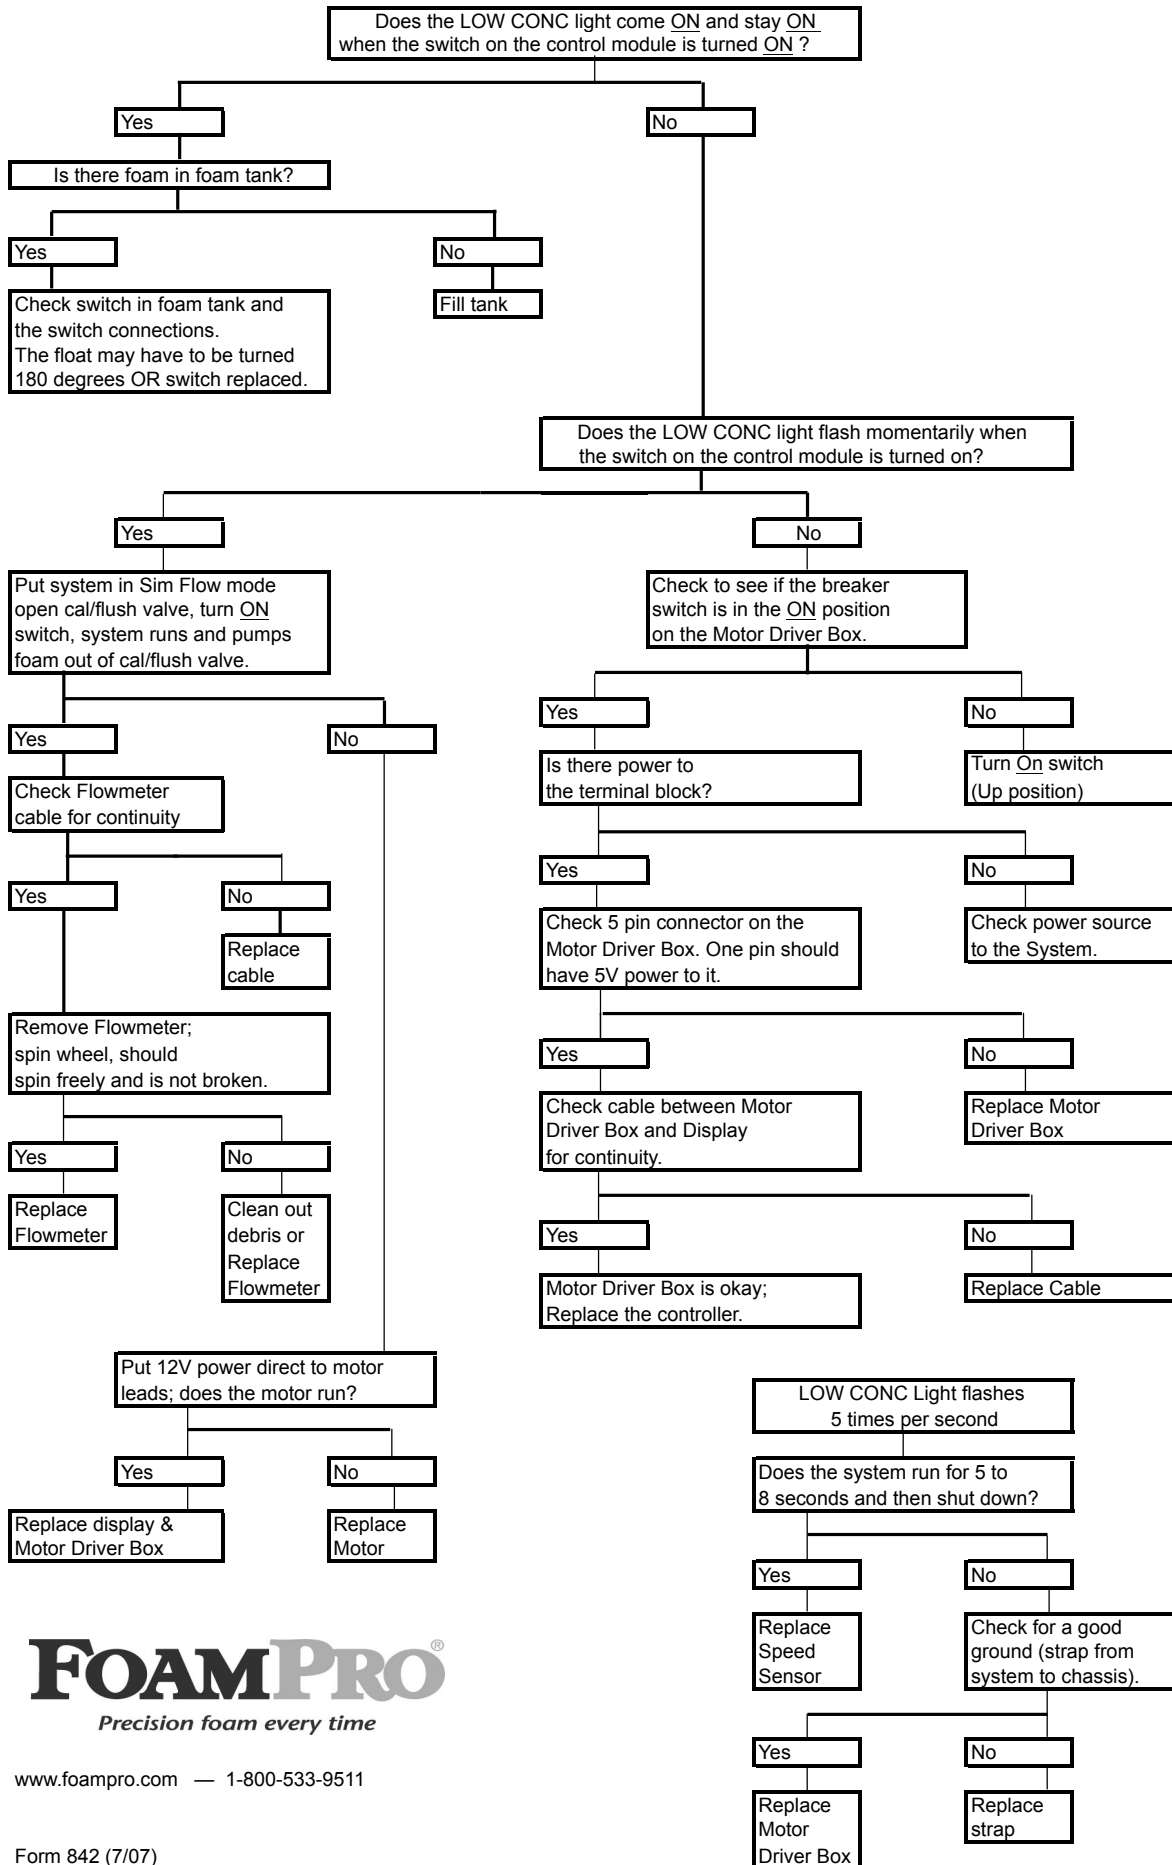 Does the LOW CONC light come ON and stay ON
when the switch on the control module is turned ON ?
Yes
No
Is there foam in foam tank?
Yes
No
Check switch in foam tank and
the switch connections.
The float may have to be turned
180 degrees OR switch replaced.
Fill tank
Does the LOW CONC light flash momentarily when
the switch on the control module is turned on?
Yes
No
Put system in Sim Flow mode
open cal/flush valve, turn ON
switch, system runs and pumps
foam out of cal/flush valve.
Check to see if the breaker
switch is in the ON position
on the Motor Driver Box.
Yes
No
Yes
No
Check Flowmeter
cable for continuity
Is there power to
the terminal block?
Turn On switch
(Up position)
Yes
No
Yes
No
Replace
cable
Check 5 pin connector on the
Motor Driver Box. One pin should
have 5V power to it.
Check power source
to the System.
Remove Flowmeter;
spin wheel, should
spin freely and is not broken.
Yes
No
Check cable between Motor
Driver Box and Display
for continuity.
Replace Motor
Driver Box
Yes
No
Replace
Flowmeter
Clean out
debris or
Replace
Flowmeter
Yes
No
Motor Driver Box is okay;
Replace the controller.
Replace Cable
Put 12V power direct to motor
leads; does the motor run?
Yes
No
Replace display &
Motor Driver Box
Replace
Motor
LOW CONC Light flashes
5 times per second
Does the system run for 5 to
8 seconds and then shut down?
Yes
No
Replace
Speed
Sensor
Check for a good
ground (strap from
system to chassis).
Yes
No
Replace
Motor
Driver Box
Replace
strap
FOAMPRO®
Precision foam every time
www.foampro.com — 1-800-533-9511
Form 842 (7/07)